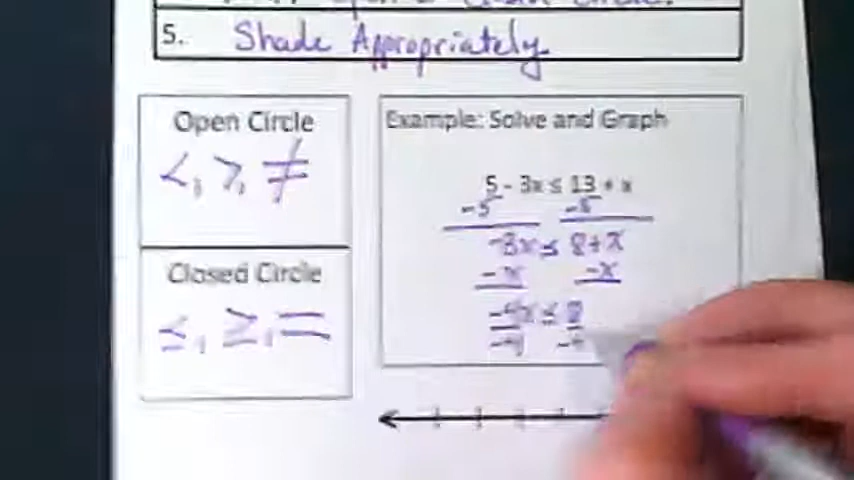 5. Shade Appropriately.
Open Circle
<, >, ≠
Closed Circle
≤, ≥, =
Example: Solve and Graph
5 - 3x ≤ 13 + x
-5 -5
-3x ≤ 8+x
-x -x
-4x ≤ 8
-4 -4